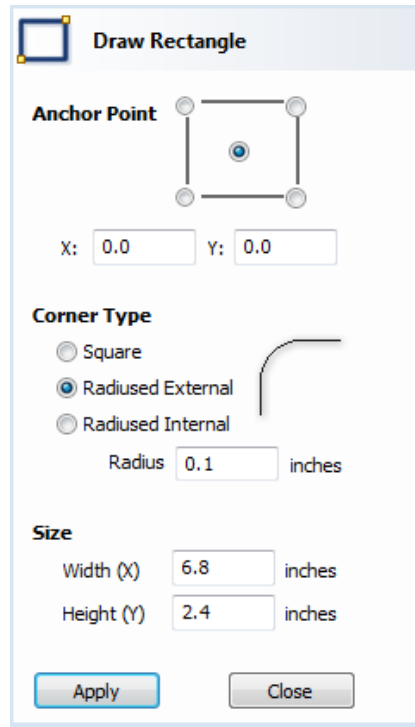 Draw Rectangle
Anchor Point
X: 0.0 Y: 0.0
Corner Type
Square
Radiused External
Radiused Internal
Radius 0.1 inches
Size
Width (X) 6.8 inches
Height (Y) 2.4 inches
Apply Close